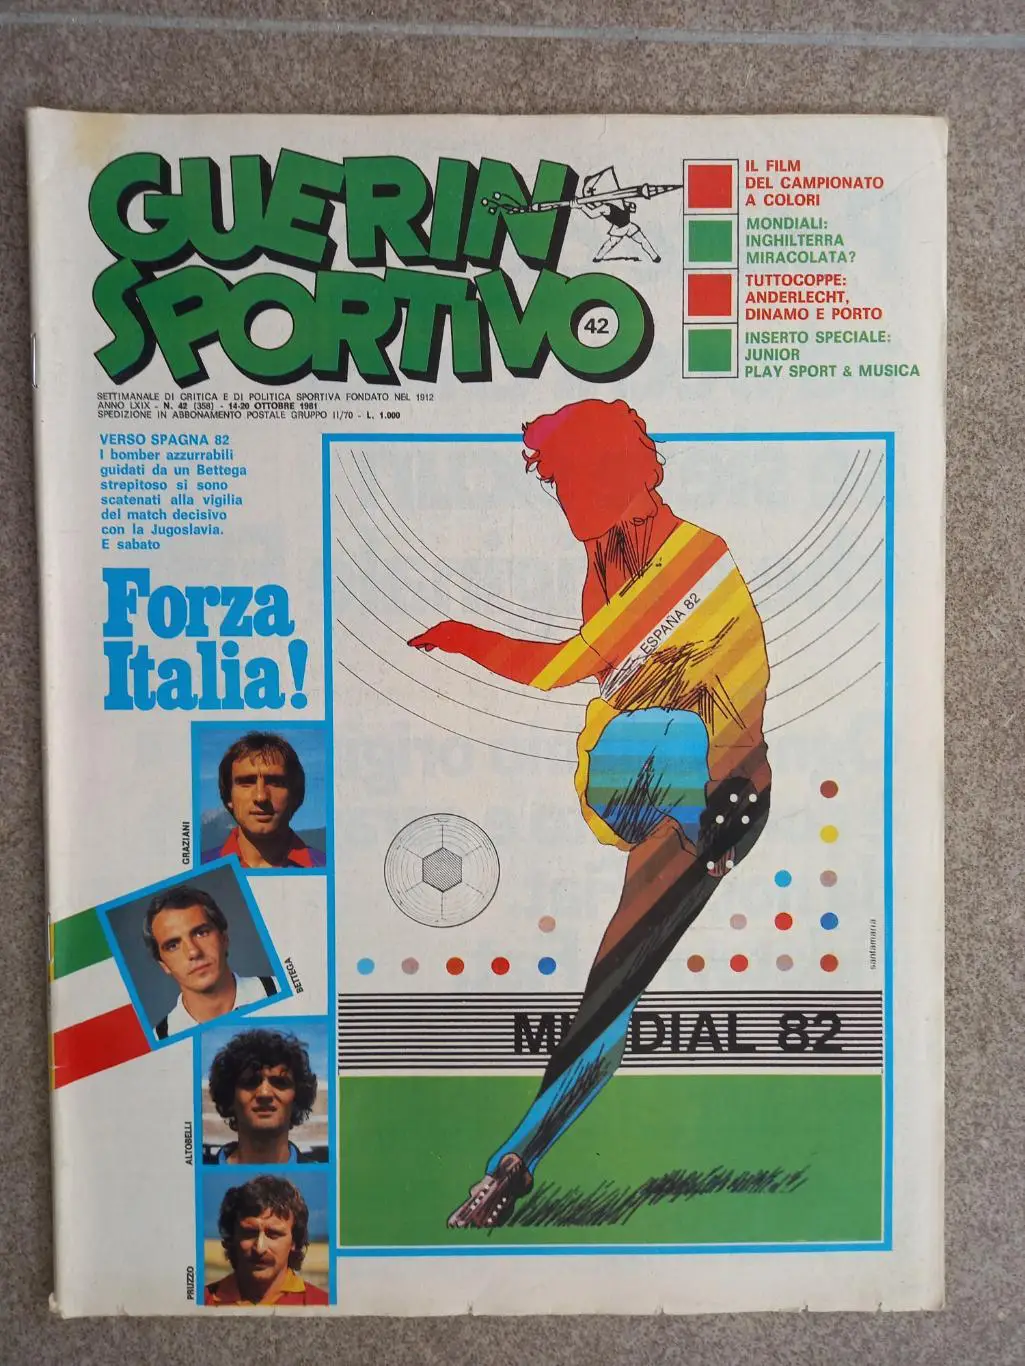 GUERIN
SPORTIVO
42
IL FILM
DEL CAMPIONATO
A COLORI
MONDIALI:
INGHILTERRA
MIRACOLATA?
TUTTOCOPPE:
ANDERLECHT,
DINAMO E PORTO
INSERTO SPECIALE:
JUNIOR
PLAY SPORT & MUSICA
SETTIMANALE DI CRITICA E DI POLITICA SPORTIVA FONDATO NEL 1912
ANNO LXIX - N. 42 (358) - 14-20 OTTOBRE 1981
SPEDIZIONE IN ABBONAMENTO POSTALE GRUPPO II/70 - L. 1.000
VERSO SPAGNA 82
I bomber azzurrabili
guidati da un Bettega
strepitoso si sono
scatenati alla vigilia
del match decisivo
con la Jugoslavia.
E sabato
Forza
Italia!
ESPAÑA 82
GRAZIANI
BETTEGA
ALTOBELLI
PRUZZO
santamarra
MUNDIAL 82